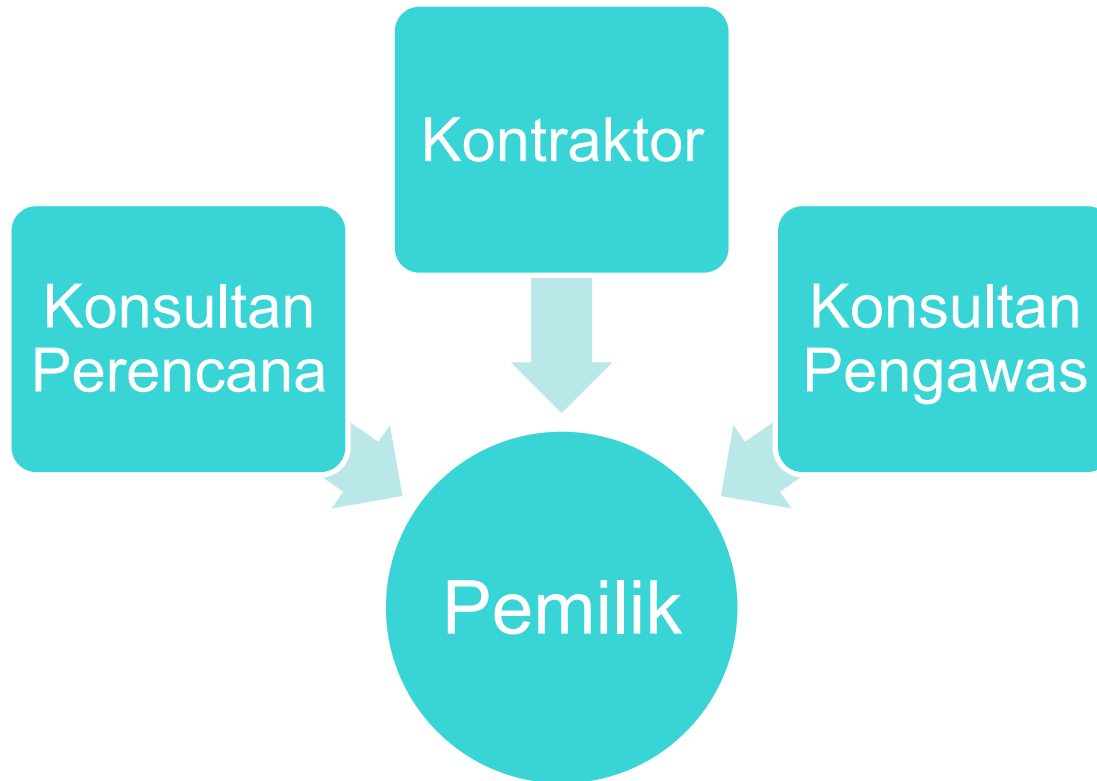 Kontraktor
Konsultan
Perencana
Konsultan
Pengawas
Pemilik